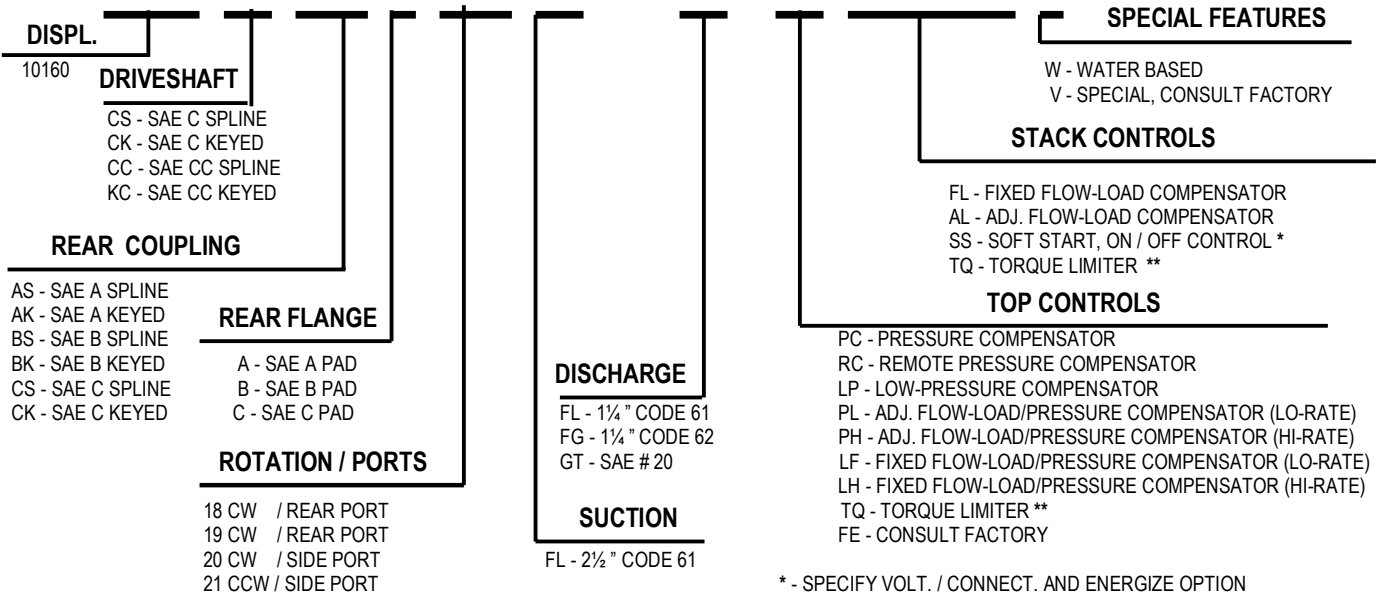 DISPL.
10160
DRIVESHAFT
CS - SAE C SPLINE
CK - SAE C KEYED
CC - SAE CC SPLINE
KC - SAE CC KEYED
REAR COUPLING
AS - SAE A SPLINE
AK - SAE A KEYED
BS - SAE B SPLINE
BK - SAE B KEYED
CS - SAE C SPLINE
CK - SAE C KEYED
REAR FLANGE
A - SAE A PAD
B - SAE B PAD
C - SAE C PAD
ROTATION / PORTS
18 CW / REAR PORT
19 CW / REAR PORT
20 CW / SIDE PORT
21 CCW / SIDE PORT
SUCTION
FL - 2½ ” CODE 61
DISCHARGE
FL - 1¼ ” CODE 61
FG - 1¼ ” CODE 62
GT - SAE # 20
TOP CONTROLS
PC - PRESSURE COMPENSATOR
RC - REMOTE PRESSURE COMPENSATOR
LP - LOW-PRESSURE COMPENSATOR
PL - ADJ. FLOW-LOAD/PRESSURE COMPENSATOR (LO-RATE)
PH - ADJ. FLOW-LOAD/PRESSURE COMPENSATOR (HI-RATE)
LF - FIXED FLOW-LOAD/PRESSURE COMPENSATOR (LO-RATE)
LH - FIXED FLOW-LOAD/PRESSURE COMPENSATOR (HI-RATE)
TQ - TORQUE LIMITER **
FE - CONSULT FACTORY
STACK CONTROLS
FL - FIXED FLOW-LOAD COMPENSATOR
AL - ADJ. FLOW-LOAD COMPENSATOR
SS - SOFT START, ON / OFF CONTROL *
TQ - TORQUE LIMITER **
SPECIAL FEATURES
W - WATER BASED
V - SPECIAL, CONSULT FACTORY
* - SPECIFY VOLT. / CONNECT. AND ENERGIZE OPTION